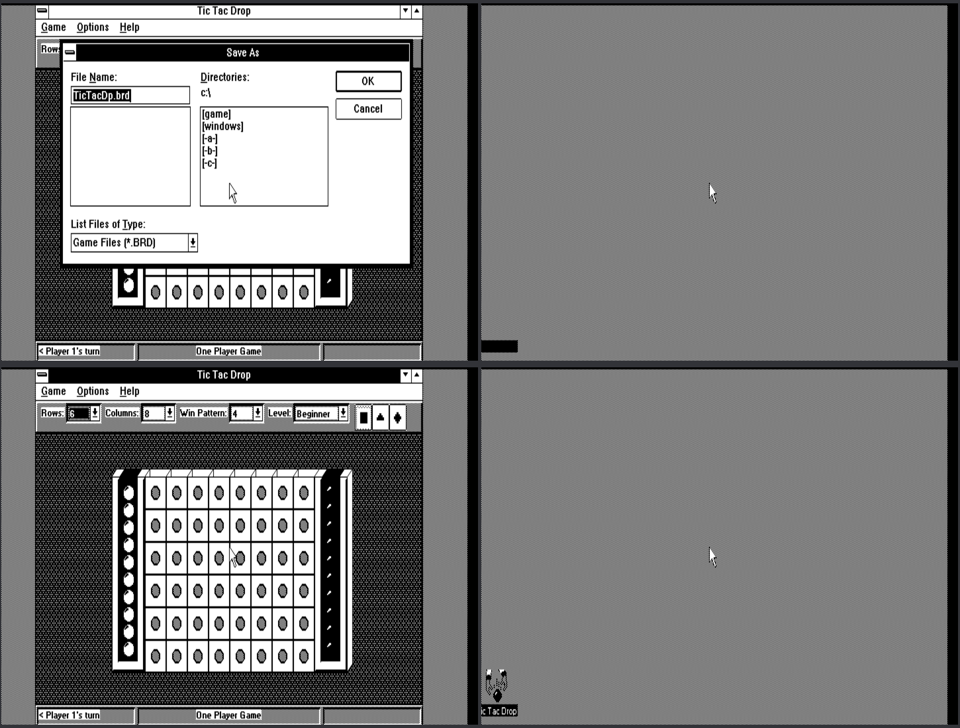 Tic Tac Drop
Game Options Help
Row
Save As
File Name:
TicTacDp.brd
Directories:
c:\
[game]
[windows]
[-a-]
[-b-]
[-c-]
OK
Cancel
List Files of Type:
Game Files (*.BRD)
< Player 1's turn One Player Game
Tic Tac Drop
Game Options Help
Rows: 6 Columns: 8 Win Pattern: 4 Level: Beginner
< Player 1's turn One Player Game
ic Tac Drop